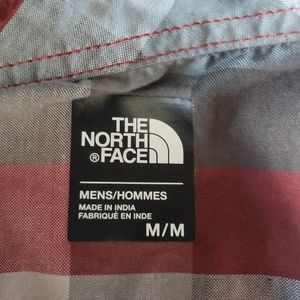 THE
NORTH
® FACE
MENS/HOMMES
MADE IN INDIA
FABRIQUÉ EN INDE
M/M